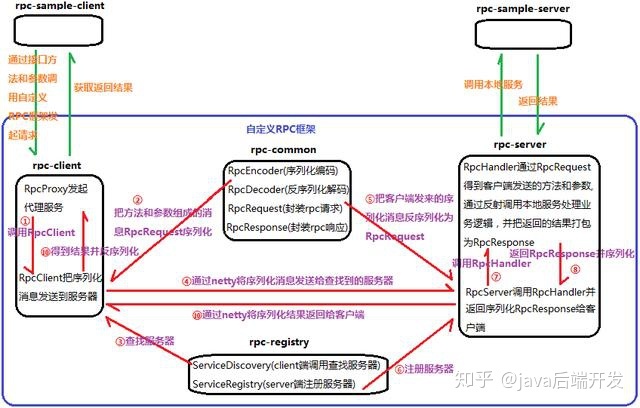 rpc-sample-client
rpc-sample-server
通过接口方
法和参数调
用自定义
RPC框架发
起请求
获取返回结果
调用本地服务
返回结果
自定义RPC框架
rpc-client
RpcProxy发起
代理服务
①
调用RpcClient
⑩得到结果并反序列化
RpcClient把序列化
消息发送到服务器
rpc-common
RpcEncoder(序列化编码)
RpcDecoder(反序列化解码)
RpcRequest(封装rpc请求)
RpcResponse(封装rpc响应)
②
把方法和参数组成的消
息RpcRequest序列化
⑤把客户端发来的序
列化消息反序列化为
RpcRequest
rpc-server
RpcHandler通过RpcRequest
得到客户端发送的方法和参数,
通过反射调用本地服务处理业
务逻辑，并把返回的结果打包
为RpcResponse
返回RpcResponse并序列化
调用RpcHandler
⑦
⑧
RpcServer调用RpcHandler并
返回序列化RpcResponse给客
户端
④通过netty将序列化消息发送给查找到的服务器
⑩通过netty将序列化结果返回给客户端
③查找服务器
rpc-registry
ServiceDiscovery(client端调用查找服务器)
ServiceRegistry(server端注册服务器)
⑥注册服务器
知乎 @java后端开发